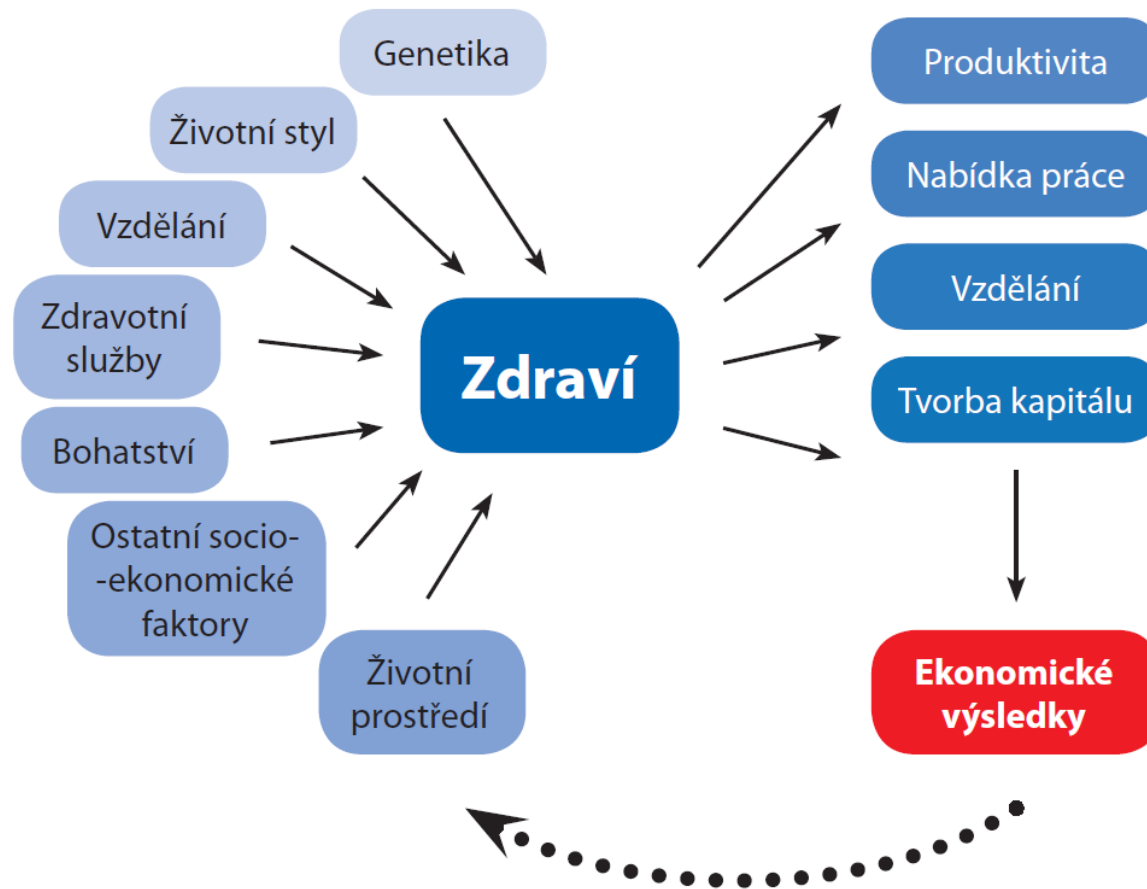 Genetika
Životní styl
Vzdělání
Zdravotní
služby
Bohatství
Ostatní socio-
-ekonomické
faktory
Životní
prostředí
Zdraví
Produktivita
Nabídka práce
Vzdělání
Tvorba kapitálu
Ekonomické
výsledky